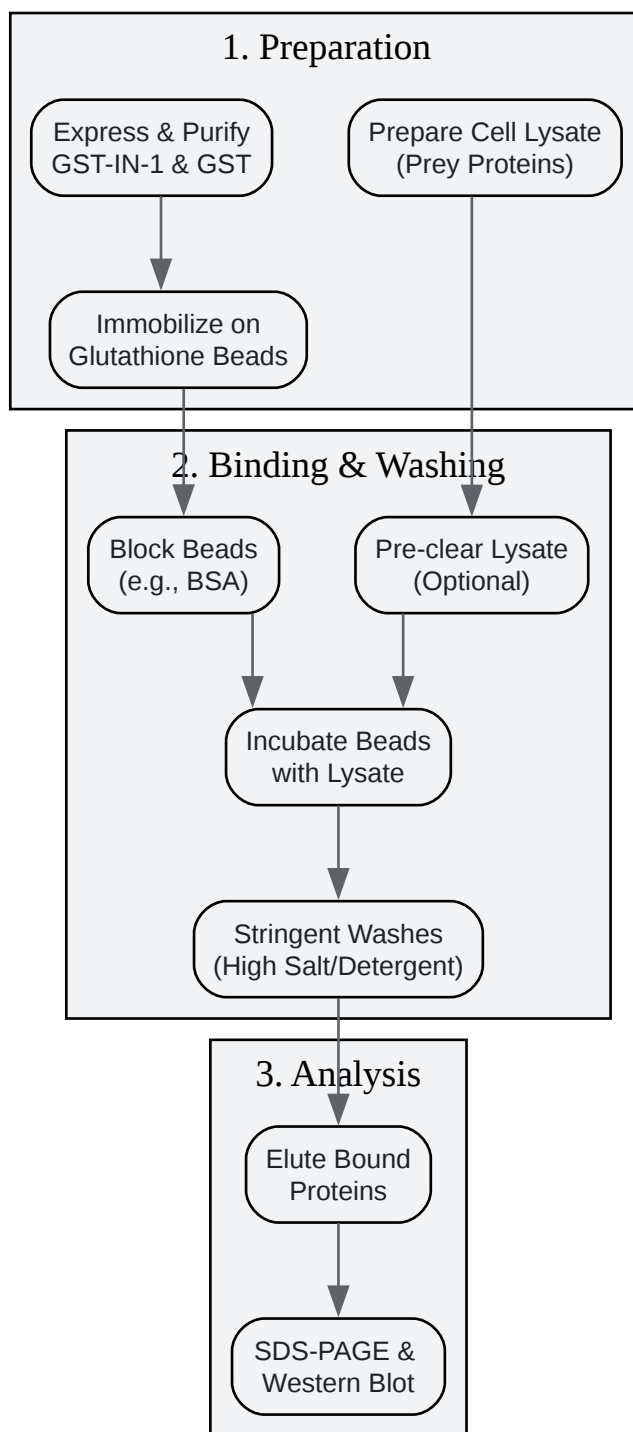 1. Preparation
Express & Purify
GST-IN-1 & GST
Prepare Cell Lysate
(Prey Proteins)
Immobilize on
Glutathione Beads
2. Binding & Washing
Block Beads
(e.g., BSA)
Pre-clear Lysate
(Optional)
Incubate Beads
with Lysate
Stringent Washes
(High Salt/Detergent)
3. Analysis
Elute Bound
Proteins
SDS-PAGE &
Western Blot